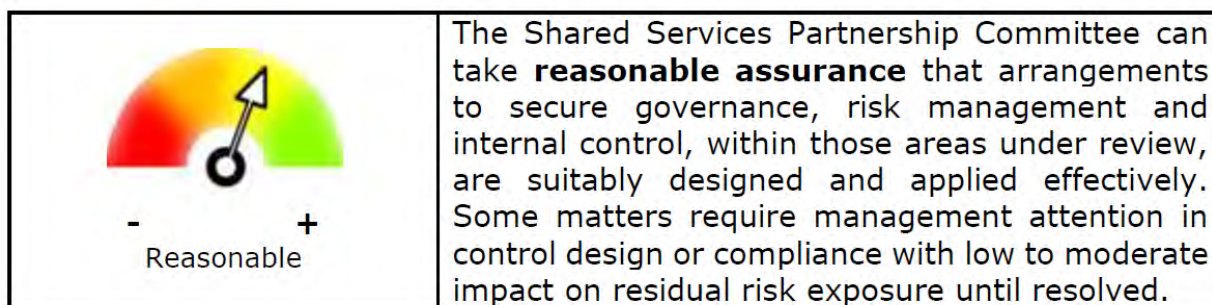 - +
Reasonable
The Shared Services Partnership Committee can
take reasonable assurance that arrangements
to secure governance, risk management and
internal control, within those areas under review,
are suitably designed and applied effectively.
Some matters require management attention in
control design or compliance with low to moderate
impact on residual risk exposure until resolved.